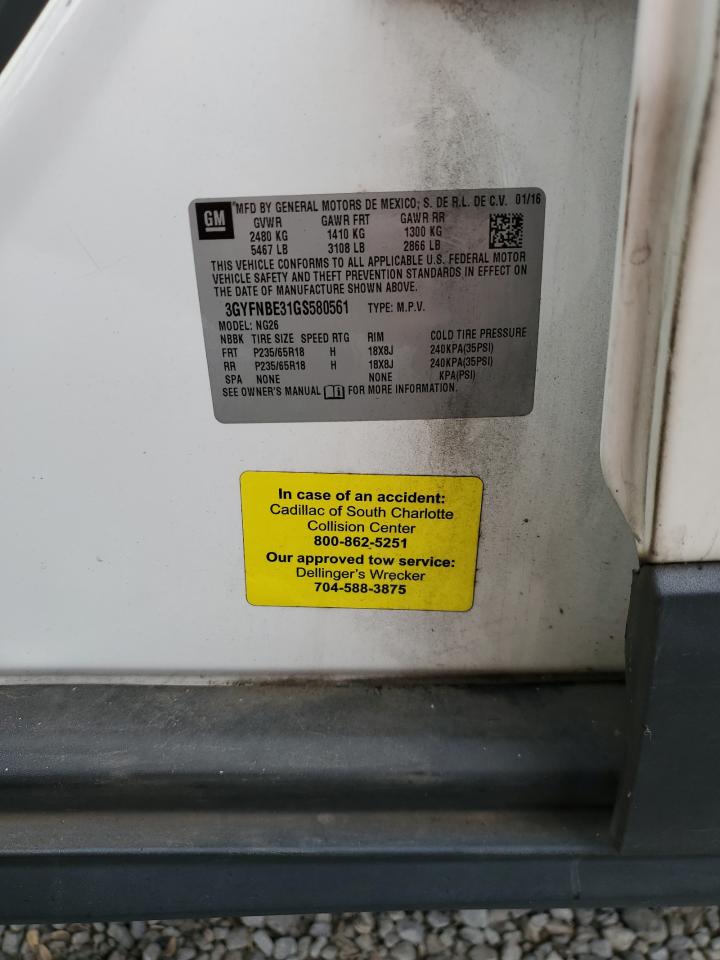 GM
®MFD BY GENERAL MOTORS DE MEXICO; S. DE R.L. DE C.V. 01/16
GVWR GAWR FRT GAWR RR
2480 KG 1410 KG 1300 KG
5467 LB 3108 LB 2866 LB
THIS VEHICLE CONFORMS TO ALL APPLICABLE U.S. FEDERAL MOTOR
VEHICLE SAFETY AND THEFT PREVENTION STANDARDS IN EFFECT ON
THE DATE OF MANUFACTURE SHOWN ABOVE.
3GYFNBE31GS580561 TYPE: M.P.V.
MODEL: NG26
NBBK TIRE SIZE SPEED RTG RIM COLD TIRE PRESSURE
FRT P235/65R18 H 18X8J 240KPA(35PSI)
RR P235/65R18 H 18X8J 240KPA(35PSI)
SPA NONE NONE KPA(PSI)
SEE OWNER'S MANUAL FOR MORE INFORMATION.
In case of an accident:
Cadillac of South Charlotte
Collision Center
800-862-5251
Our approved tow service:
Dellinger's Wrecker
704-588-3875